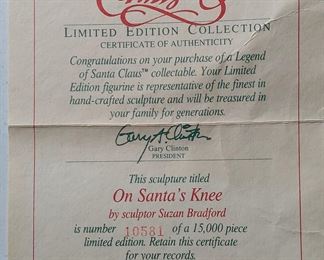 LIMITED EDITION COLLECTION
CERTIFICATE OF AUTHENTICITY
Congratulations on your purchase of a Legend
of Santa Claus™ collectable. Your Limited
Edition figurine is representative of the finest in
hand-crafted sculpture and will be treasured in
your family for generations.
Gary A. Clinton
Gary Clinton
PRESIDENT
This sculpture titled
On Santa's Knee
by sculptor Suzan Bradford
is number 10531 of a 15,000 piece
limited edition. Retain this certificate
for your records.